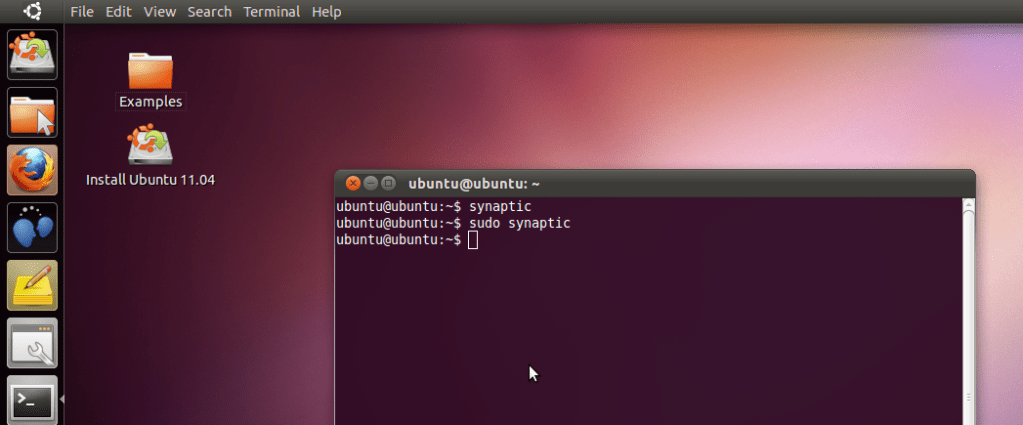 File Edit View Search Terminal Help
Examples
Install Ubuntu 11.04
ubuntu@ubuntu: ~
ubuntu@ubuntu:~$ synaptic
ubuntu@ubuntu:~$ sudo synaptic
ubuntu@ubuntu:~$
>_